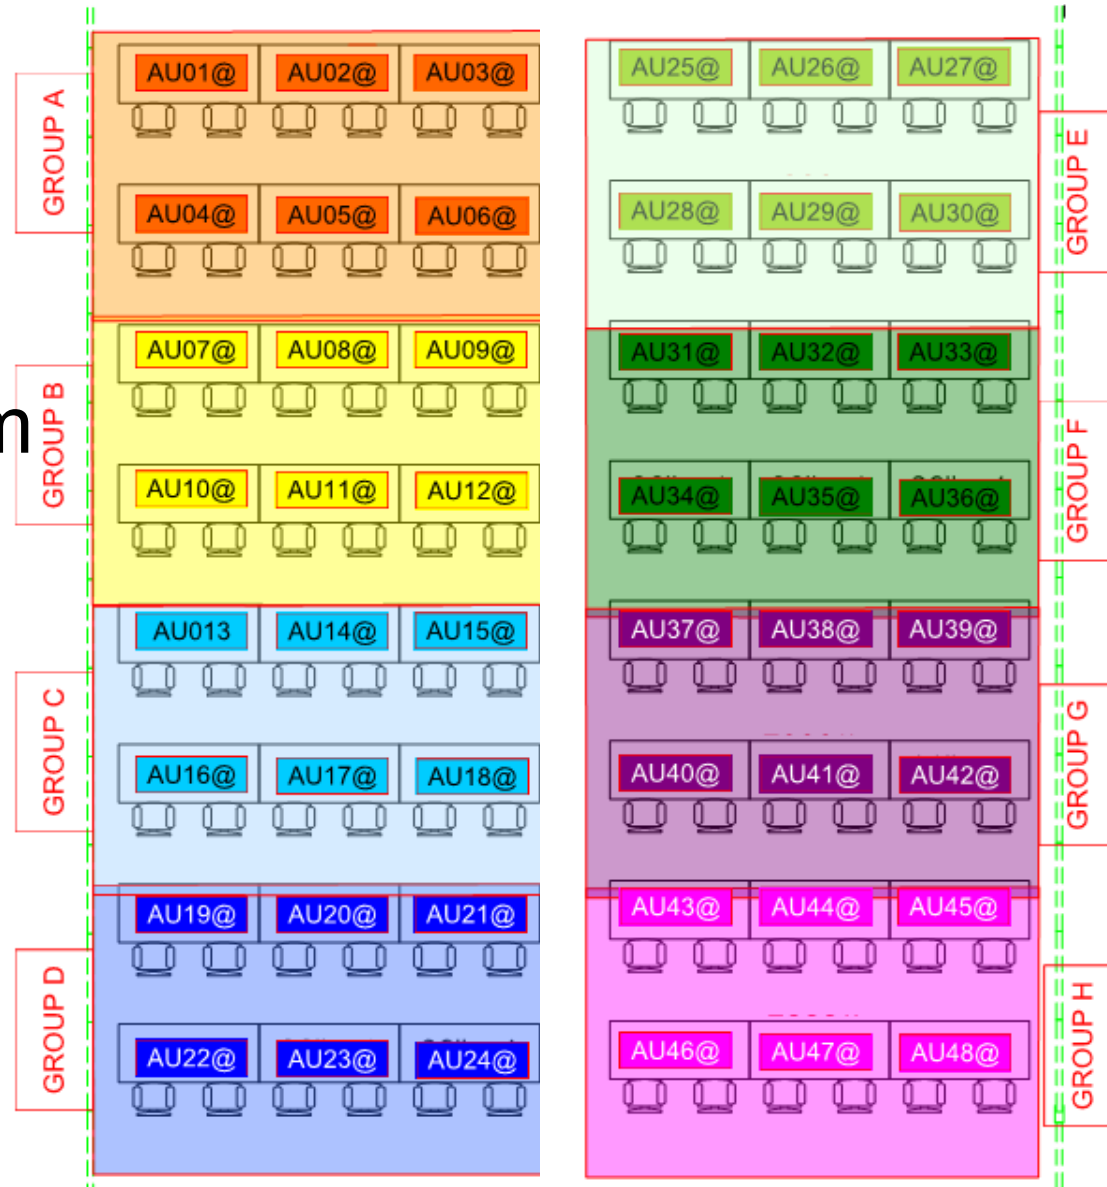 GROUP A
AU01@ AU02@ AU03@
AU04@ AU05@ AU06@
GROUP B
AU07@ AU08@ AU09@
AU10@ AU11@ AU12@
m
GROUP C
AU013 AU14@ AU15@
AU16@ AU17@ AU18@
GROUP D
AU19@ AU20@ AU21@
AU22@ AU23@ AU24@
GROUP E
AU25@ AU26@ AU27@
AU28@ AU29@ AU30@
GROUP F
AU31@ AU32@ AU33@
AU34@ AU35@ AU36@
GROUP G
AU37@ AU38@ AU39@
AU40@ AU41@ AU42@
GROUP H
AU43@ AU44@ AU45@
AU46@ AU47@ AU48@